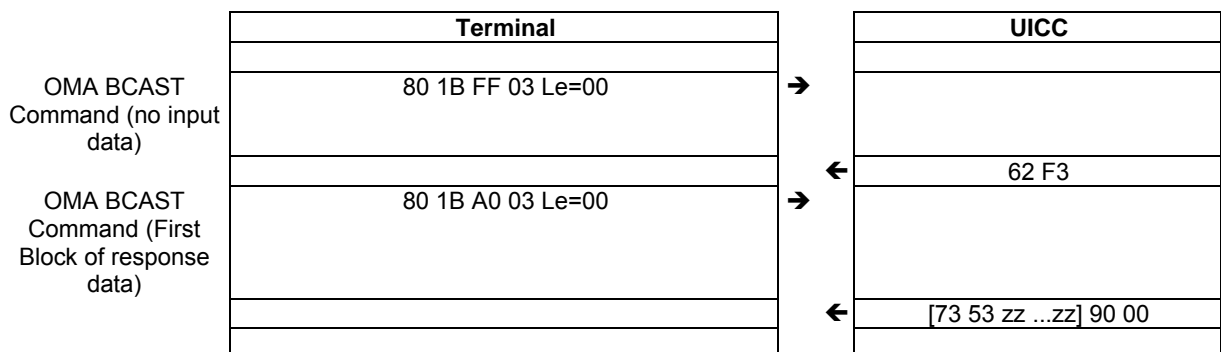 Terminal UICC
OMA BCAST
Command (no input
data)
80 1B FF 03 Le=00 →
← 62 F3
OMA BCAST
Command (First
Block of response
data)
80 1B A0 03 Le=00 →
← [73 53 zz ...zz] 90 00